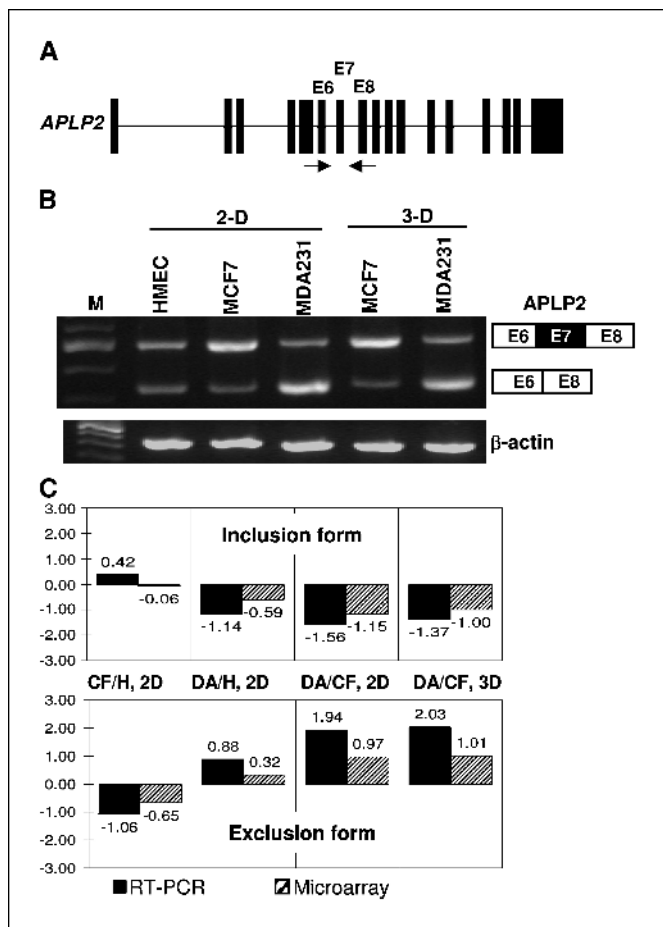 A
E7
E6 E8
APLP2
B
2-D 3-D
M HMEC MCF7 MDA231 MCF7 MDA231 APLP2
E6 E7 E8
E6 E8
β-actin
C
3.00
2.00 Inclusion form
1.00 0.42
0.00
-0.06
-1.00 -0.59
-1.14 -1.15 -1.00
-2.00 -1.56 -1.37
-3.00
CF/H, 2D DA/H, 2D DA/CF, 2D DA/CF, 3D
3.00
2.00 1.94 2.03
1.00 0.88 0.32 0.97 1.01
0.00
-1.00 -0.65
-1.06
-2.00 Exclusion form
-3.00
RT-PCR Microarray